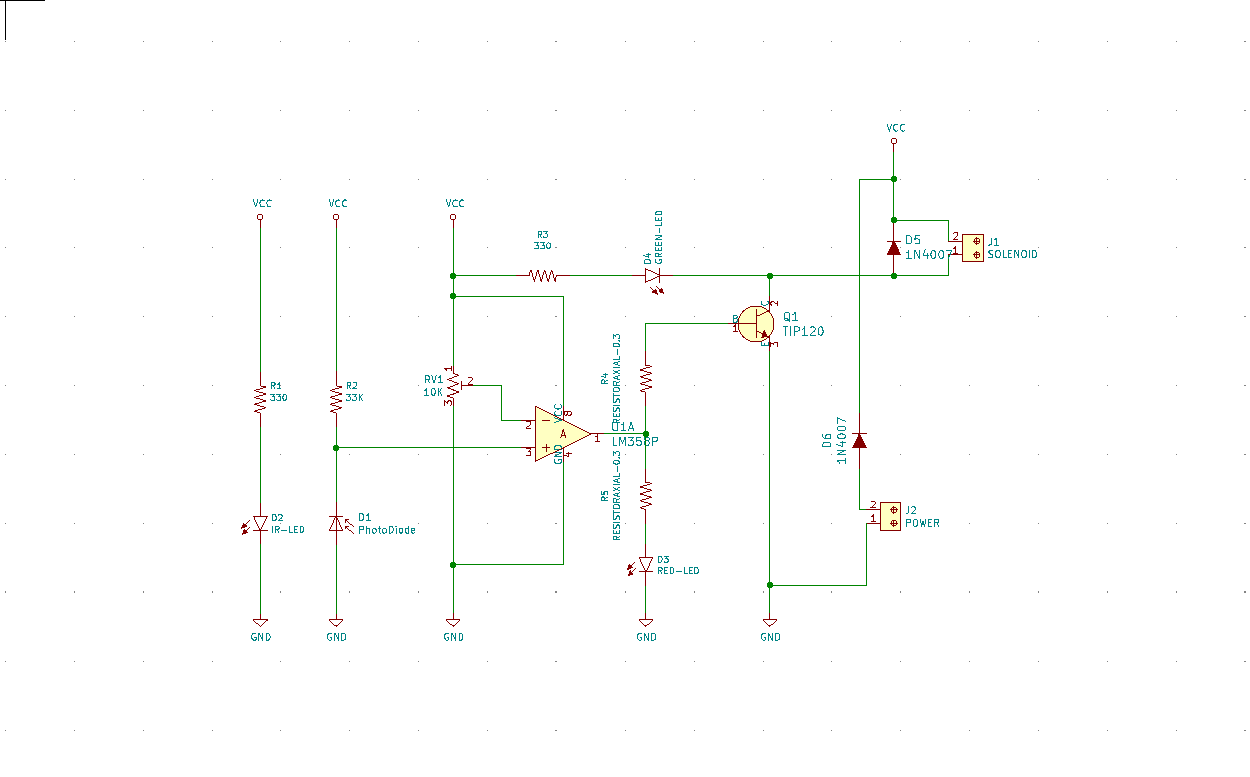 VCC
VCC
VCC
VCC
R3
330
D4
GREEN-LED
D5
1N4007
2
1
J1
SOLENOID
C
2
B
1
E
3
Q1
TIP120
R1
330
R2
33K
RV1
10K
1
2
3
R4
RESISTORAXIAL-0.3
VCC
8
2
3
A
GND
4
1
U1A
LM358P
R5
RESISTORAXIAL-0.3
D6
1N4007
D2
IR-LED
D1
PhotoDiode
2
1
J2
POWER
D3
RED-LED
GND
GND
GND
GND
GND